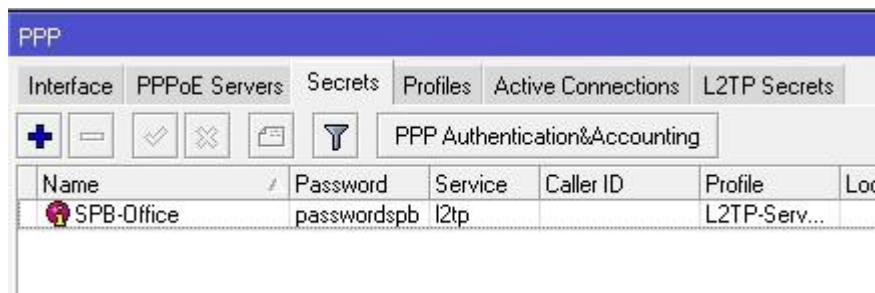 PPP
Interface PPPoE Servers Secrets Profiles Active Connections L2TP Secrets
PPP Authentication&Accounting
Name Password Service Caller ID Profile Loc
SPB-Office passwordspb l2tp L2TP-Serv...